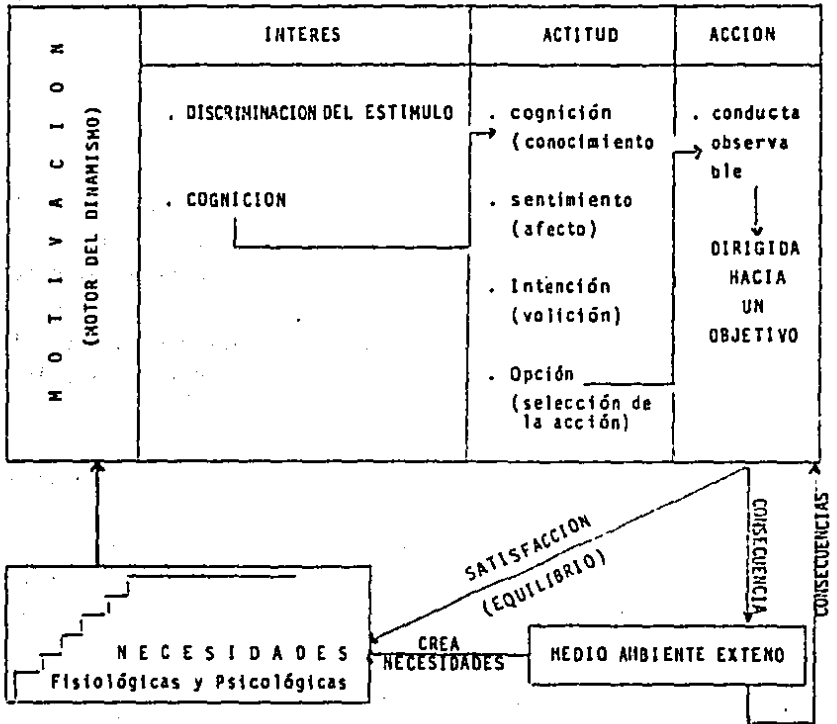 MOTIVACION
(MOTOR DEL DINAMISMO)
INTERES
. DISCRIMINACION DEL ESTIMULO
. COGNICION
ACTITUD
. cognición
(conocimiento
. sentimiento
(afecto)
. Intención
(volición)
. Opción
(selección de
la acción)
ACCION
. conducta
observa
ble
DIRIGIDA
HACIA
UN
OBJETIVO
SATISFACCION
(EQUILIBRIO)
CONSECUENCIA
CONSECUENCIAS
NECESIDADES
Fisiológicas y Psicológicas
CREA
NECESIDADES
MEDIO AMBIENTE EXTENO